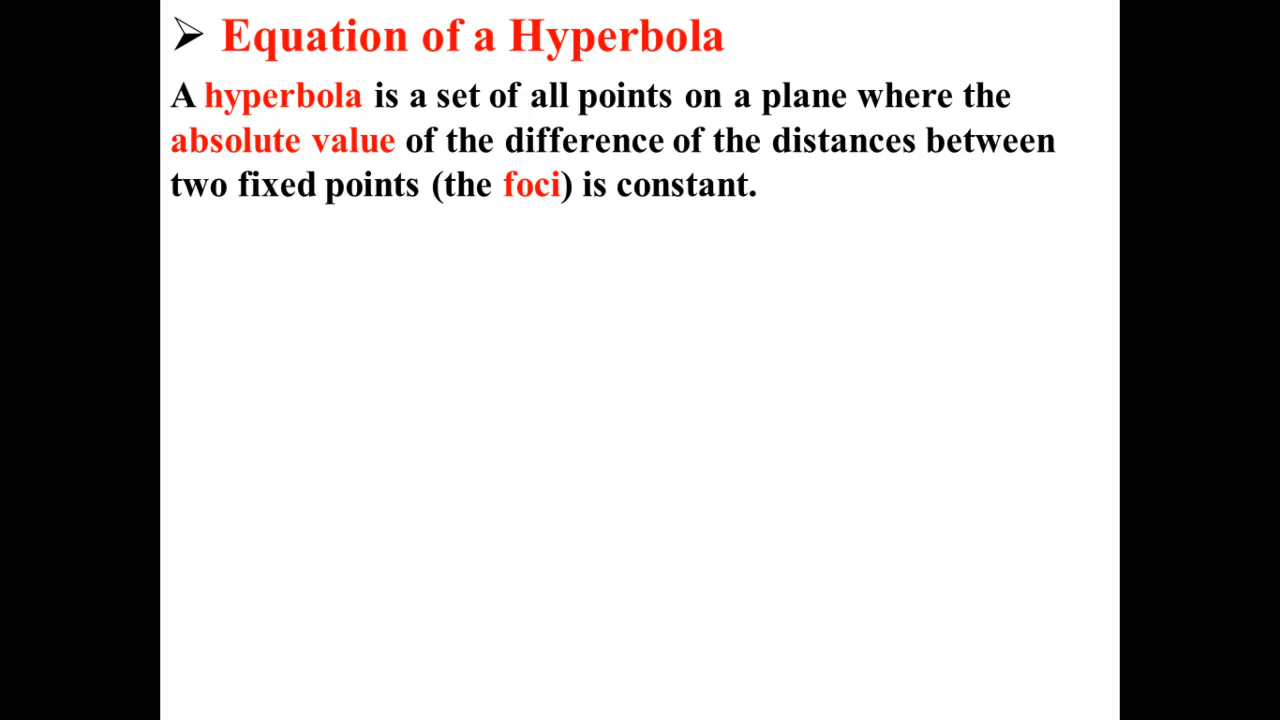 ➢ Equation of a Hyperbola
A hyperbola is a set of all points on a plane where the
absolute value of the difference of the distances between
two fixed points (the foci) is constant.